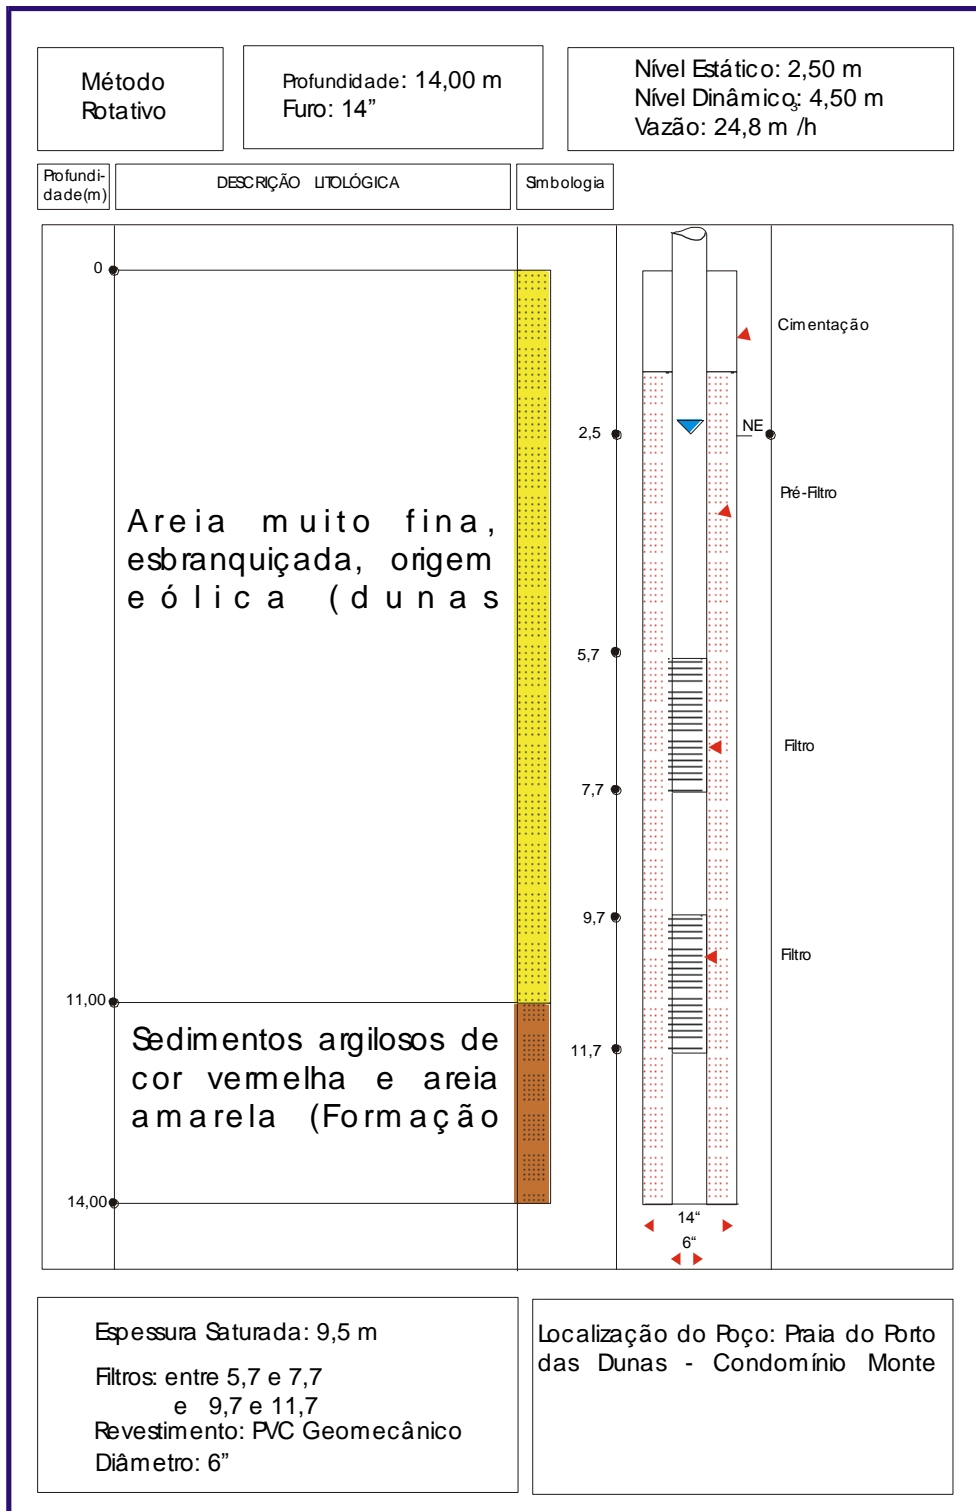 Método
Rotativo
Profundidade: 14,00 m
Furo: 14”
Nível Estático: 2,50 m
Nível Dinâmico: 4,50 m
Vazão: 24,8 m³/h
Profundi-
dade(m)
DESCRIÇÃO LITOLÓGICA
Simbologia
0
Cimentação
2,5
NE
Pré-Filtro
Areia muito fina,
esbranquiçada, origem
eólica (dunas
5,7
Filtro
7,7
9,7
Filtro
11,00
Sedimentos argilosos de
cor vermelha e areia
amarela (Formação
11,7
14,00
14“
6“
Espessura Saturada: 9,5 m
Filtros: entre 5,7 e 7,7
e 9,7 e 11,7
Revestimento: PVC Geomecânico
Diâmetro: 6”
Localização do Poço: Praia do Porto
das Dunas - Condomínio Monte